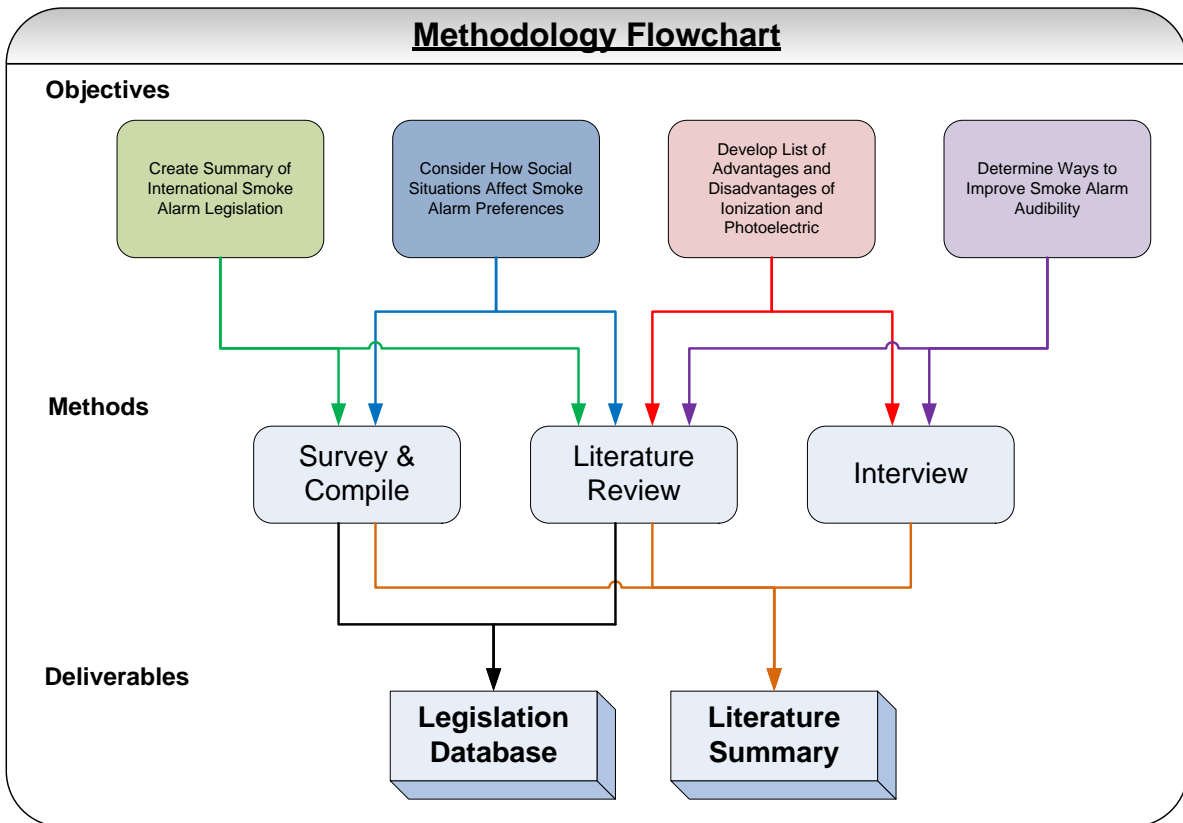 Methodology Flowchart
Objectives
Create Summary of
International Smoke
Alarm Legislation
Consider How Social
Situations Affect Smoke
Alarm Preferences
Develop List of
Advantages and
Disadvantages of
Ionization and
Photoelectric
Determine Ways to
Improve Smoke Alarm
Audibility
Methods
Survey &
Compile
Literature
Review
Interview
Deliverables
Legislation
Database
Literature
Summary